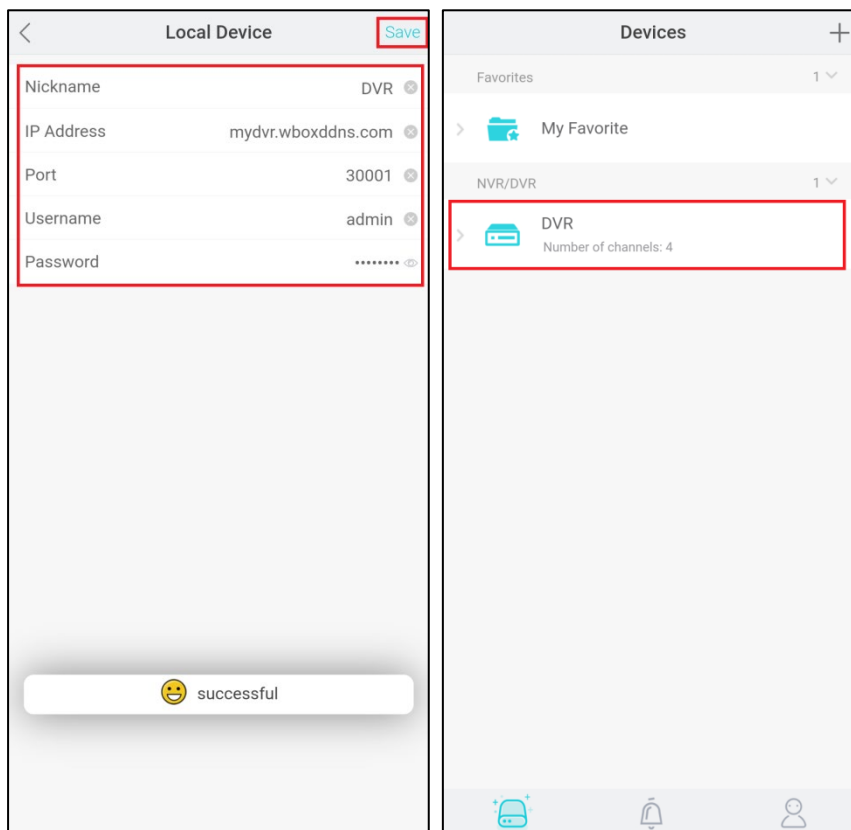 Local Device
Save
Nickname DVR
IP Address mydvr.wboxddns.com
Port 30001
Username admin
Password ••••••••
successful
Devices
Favorites 1
My Favorite
NVR/DVR 1
DVR
Number of channels: 4